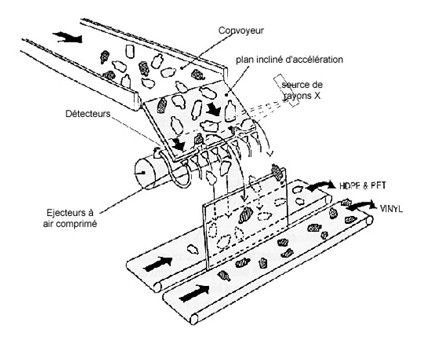 Convoyeur
plan incliné d'accélération
source de
rayons X
Détecteurs
HDPE & PET
Ejecteurs à
air comprimé
VINYL